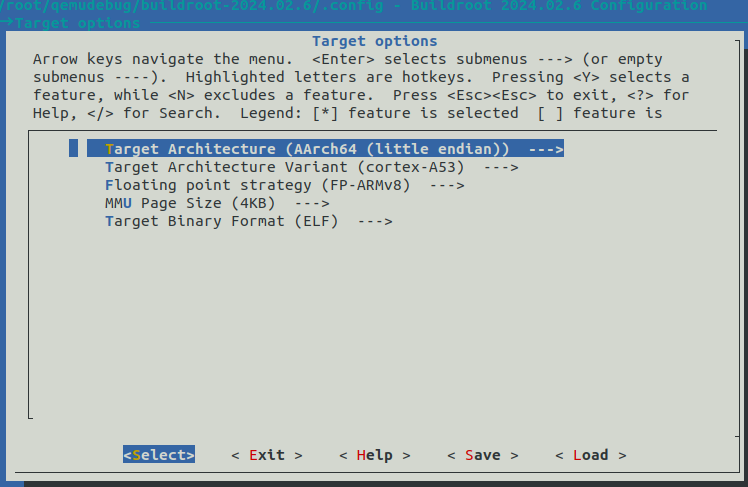 /root/qemudebug/buildroot-2024.02.6/.config - Buildroot 2024.02.6 Configuration
→Target options
Target options
Arrow keys navigate the menu.  <Enter> selects submenus ---> (or empty
submenus ----).  Highlighted letters are hotkeys.  Pressing <Y> selects a
feature, while <N> excludes a feature.  Press <Esc><Esc> to exit, <?> for
Help, </> for Search.  Legend: [*] feature is selected  [ ] feature is
Target Architecture (AArch64 (little endian))  --->
Target Architecture Variant (cortex-A53)  --->
Floating point strategy (FP-ARMv8)  --->
MMU Page Size (4KB)  --->
Target Binary Format (ELF)  --->
<Select>    < Exit >    < Help >    < Save >    < Load >